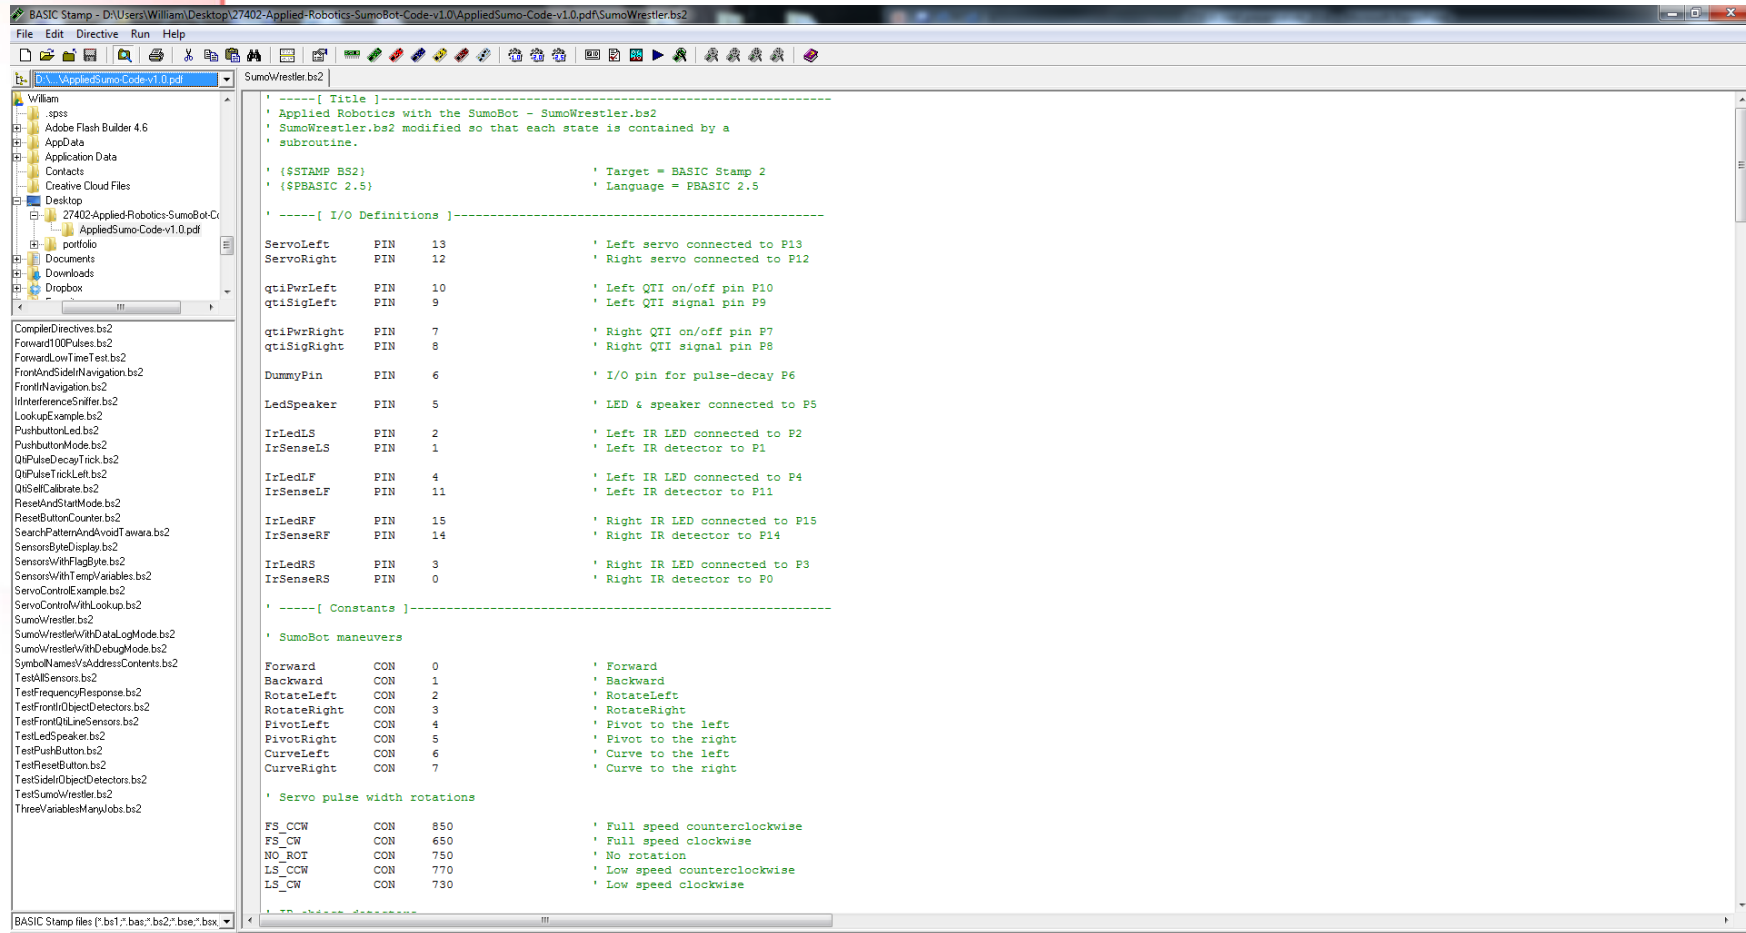 BASIC Stamp - D:\Users\William\Desktop\27402-Applied-Robotics-SumoBot-Code-v1.0\AppliedSumo-Code-v1.0.pdf\SumoWrestler.bs2
File Edit Directive Run Help
D:\...\AppliedSumo-Code-v1.0.pdf
SumoWrestler.bs2
William
.spss
Adobe Flash Builder 4.6
AppData
Application Data
Contacts
Creative Cloud Files
Desktop
27402-Applied-Robotics-SumoBot-Co
AppliedSumo-Code-v1.0.pdf
portfolio
Documents
Downloads
Dropbox
CompilerDirectives.bs2
Forward100Pulses.bs2
ForwardLowTimeTest.bs2
FrontAndSideIrNavigation.bs2
FrontIrNavigation.bs2
IrInterferenceSniffer.bs2
LookupExample.bs2
PushbuttonLed.bs2
PushbuttonMode.bs2
QtiPulseDecayTrick.bs2
QtiPulseTrickLeft.bs2
QtiSelfCalibrate.bs2
ResetAndStartMode.bs2
ResetButtonCounter.bs2
SearchPatternAndAvoidTawara.bs2
SensorsByteDisplay.bs2
SensorsWithFlagByte.bs2
SensorsWithTempVariables.bs2
ServoControlExample.bs2
ServoControlWithLookup.bs2
SumoWrestler.bs2
SumoWrestlerWithDataLogMode.bs2
SumoWrestlerWithDebugMode.bs2
SymbolNamesVsAddressContents.bs2
TestAllSensors.bs2
TestFrequencyResponse.bs2
TestFrontIrObjectDetectors.bs2
TestFrontQtiLineSensors.bs2
TestLedSpeaker.bs2
TestPushButton.bs2
TestResetButton.bs2
TestSideIrObjectDetectors.bs2
TestSumoWrestler.bs2
ThreeVariablesManyJobs.bs2
BASIC Stamp files (*.bs1;*.bas;*.bs2;*.bse;*.bsx
' -----[ Title ]--------------------------------------------------------------
' Applied Robotics with the SumoBot - SumoWrestler.bs2
' SumoWrestler.bs2 modified so that each state is contained by a
' subroutine.
' {$STAMP BS2} ' Target = BASIC Stamp 2
' {$PBASIC 2.5} ' Language = PBASIC 2.5
' -----[ I/O Definitions ]---------------------------------------------------
ServoLeft PIN 13 ' Left servo connected to P13
ServoRight PIN 12 ' Right servo connected to P12
qtiPwrLeft PIN 10 ' Left QTI on/off pin P10
qtiSigLeft PIN 9 ' Left QTI signal pin P9
qtiPwrRight PIN 7 ' Right QTI on/off pin P7
qtiSigRight PIN 8 ' Right QTI signal pin P8
DummyPin PIN 6 ' I/O pin for pulse-decay P6
LedSpeaker PIN 5 ' LED & speaker connected to P5
IrLedLS PIN 2 ' Left IR LED connected to P2
IrSenseLS PIN 1 ' Left IR detector to P1
IrLedLF PIN 4 ' Left IR LED connected to P4
IrSenseLF PIN 11 ' Left IR detector to P11
IrLedRF PIN 15 ' Right IR LED connected to P15
IrSenseRF PIN 14 ' Right IR detector to P14
IrLedRS PIN 3 ' Right IR LED connected to P3
IrSenseRS PIN 0 ' Right IR detector to P0
' -----[ Constants ]----------------------------------------------------------
' SumoBot maneuvers
Forward CON 0 ' Forward
Backward CON 1 ' Backward
RotateLeft CON 2 ' RotateLeft
RotateRight CON 3 ' RotateRight
PivotLeft CON 4 ' Pivot to the left
PivotRight CON 5 ' Pivot to the right
CurveLeft CON 6 ' Curve to the left
CurveRight CON 7 ' Curve to the right
' Servo pulse width rotations
FS_CCW CON 850 ' Full speed counterclockwise
FS_CW CON 650 ' Full speed clockwise
NO_ROT CON 750 ' No rotation
LS_CCW CON 770 ' Low speed counterclockwise
LS_CW CON 730 ' Low speed clockwise
' IR object detectors